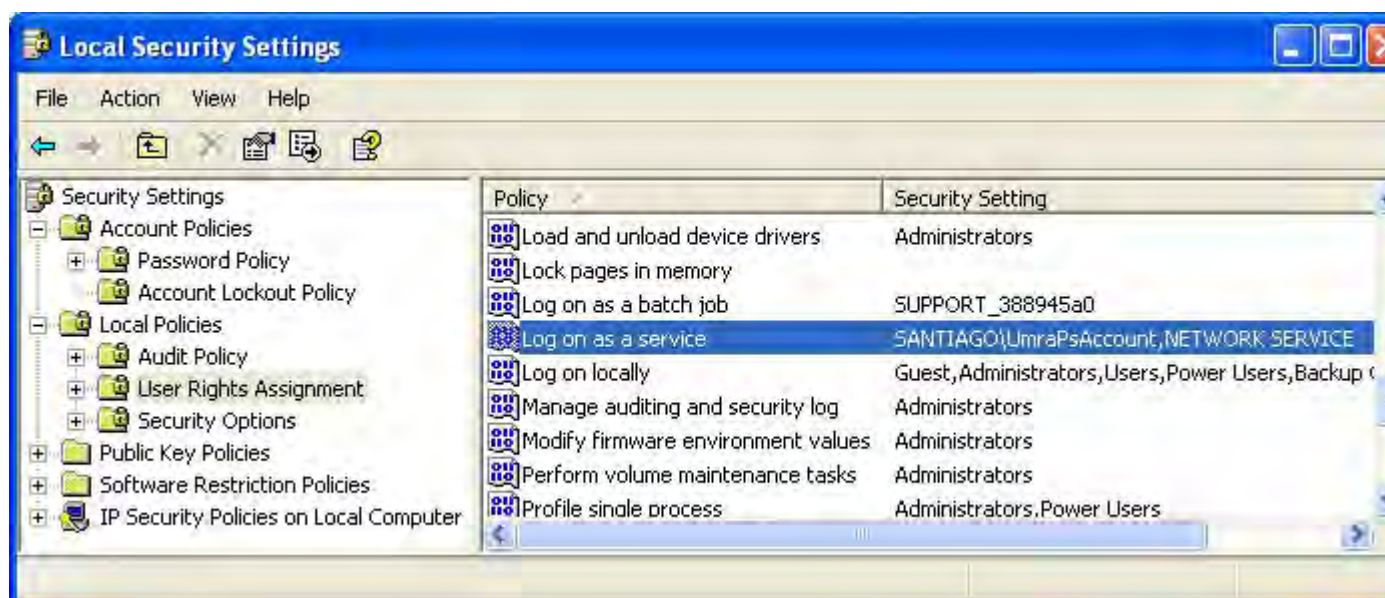 Local Security Settings
File Action View Help
Security Settings
Account Policies
Password Policy
Account Lockout Policy
Local Policies
Audit Policy
User Rights Assignment
Security Options
Public Key Policies
Software Restriction Policies
IP Security Policies on Local Computer
Policy Security Setting
Load and unload device drivers Administrators
Lock pages in memory
Log on as a batch job SUPPORT_388945a0
Log on as a service SANTIAGO\UmraPsAccount,NETWORK SERVICE
Log on locally Guest,Administrators,Users,Power Users,Backup
Manage auditing and security log Administrators
Modify firmware environment values Administrators
Perform volume maintenance tasks Administrators
Profile single process Administrators,Power Users